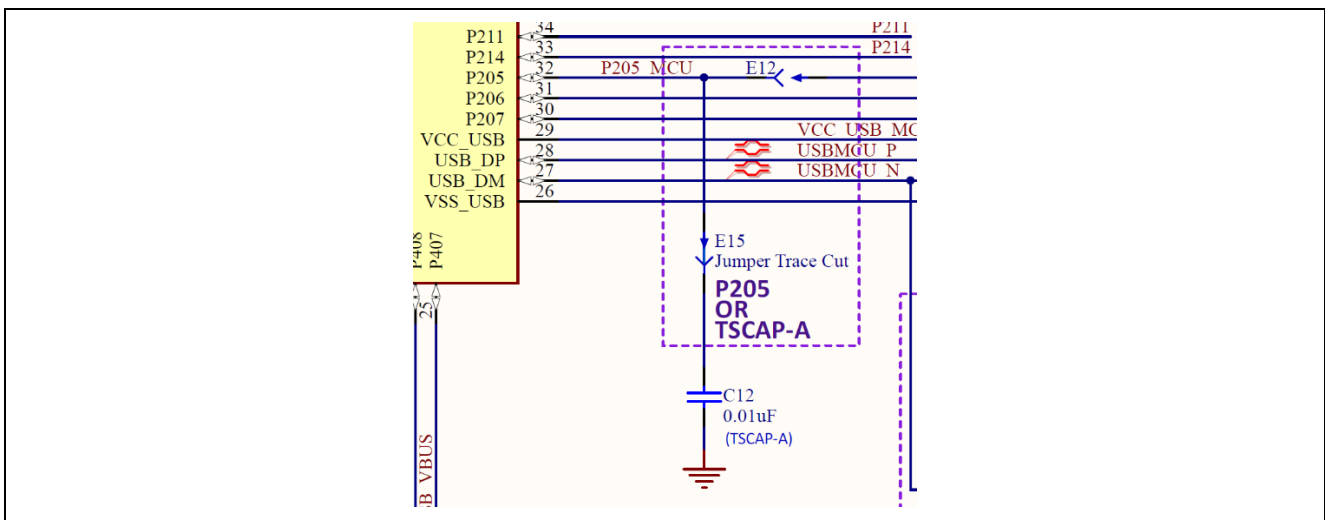 34
P211
P211
33
P214
P214
32
P205
P205_MCU
E12
31
P206
30
P207
29
VCC_USB
VCC_USB_MC
28
USB_DP
USBMCU_P
27
USB_DM
USBMCU_N
26
VSS_USB
P408
P407
25
E15
Jumper Trace Cut
P205
OR
TSCAP-A
C12
0.01uF
(TSCAP-A)
B_VBUS